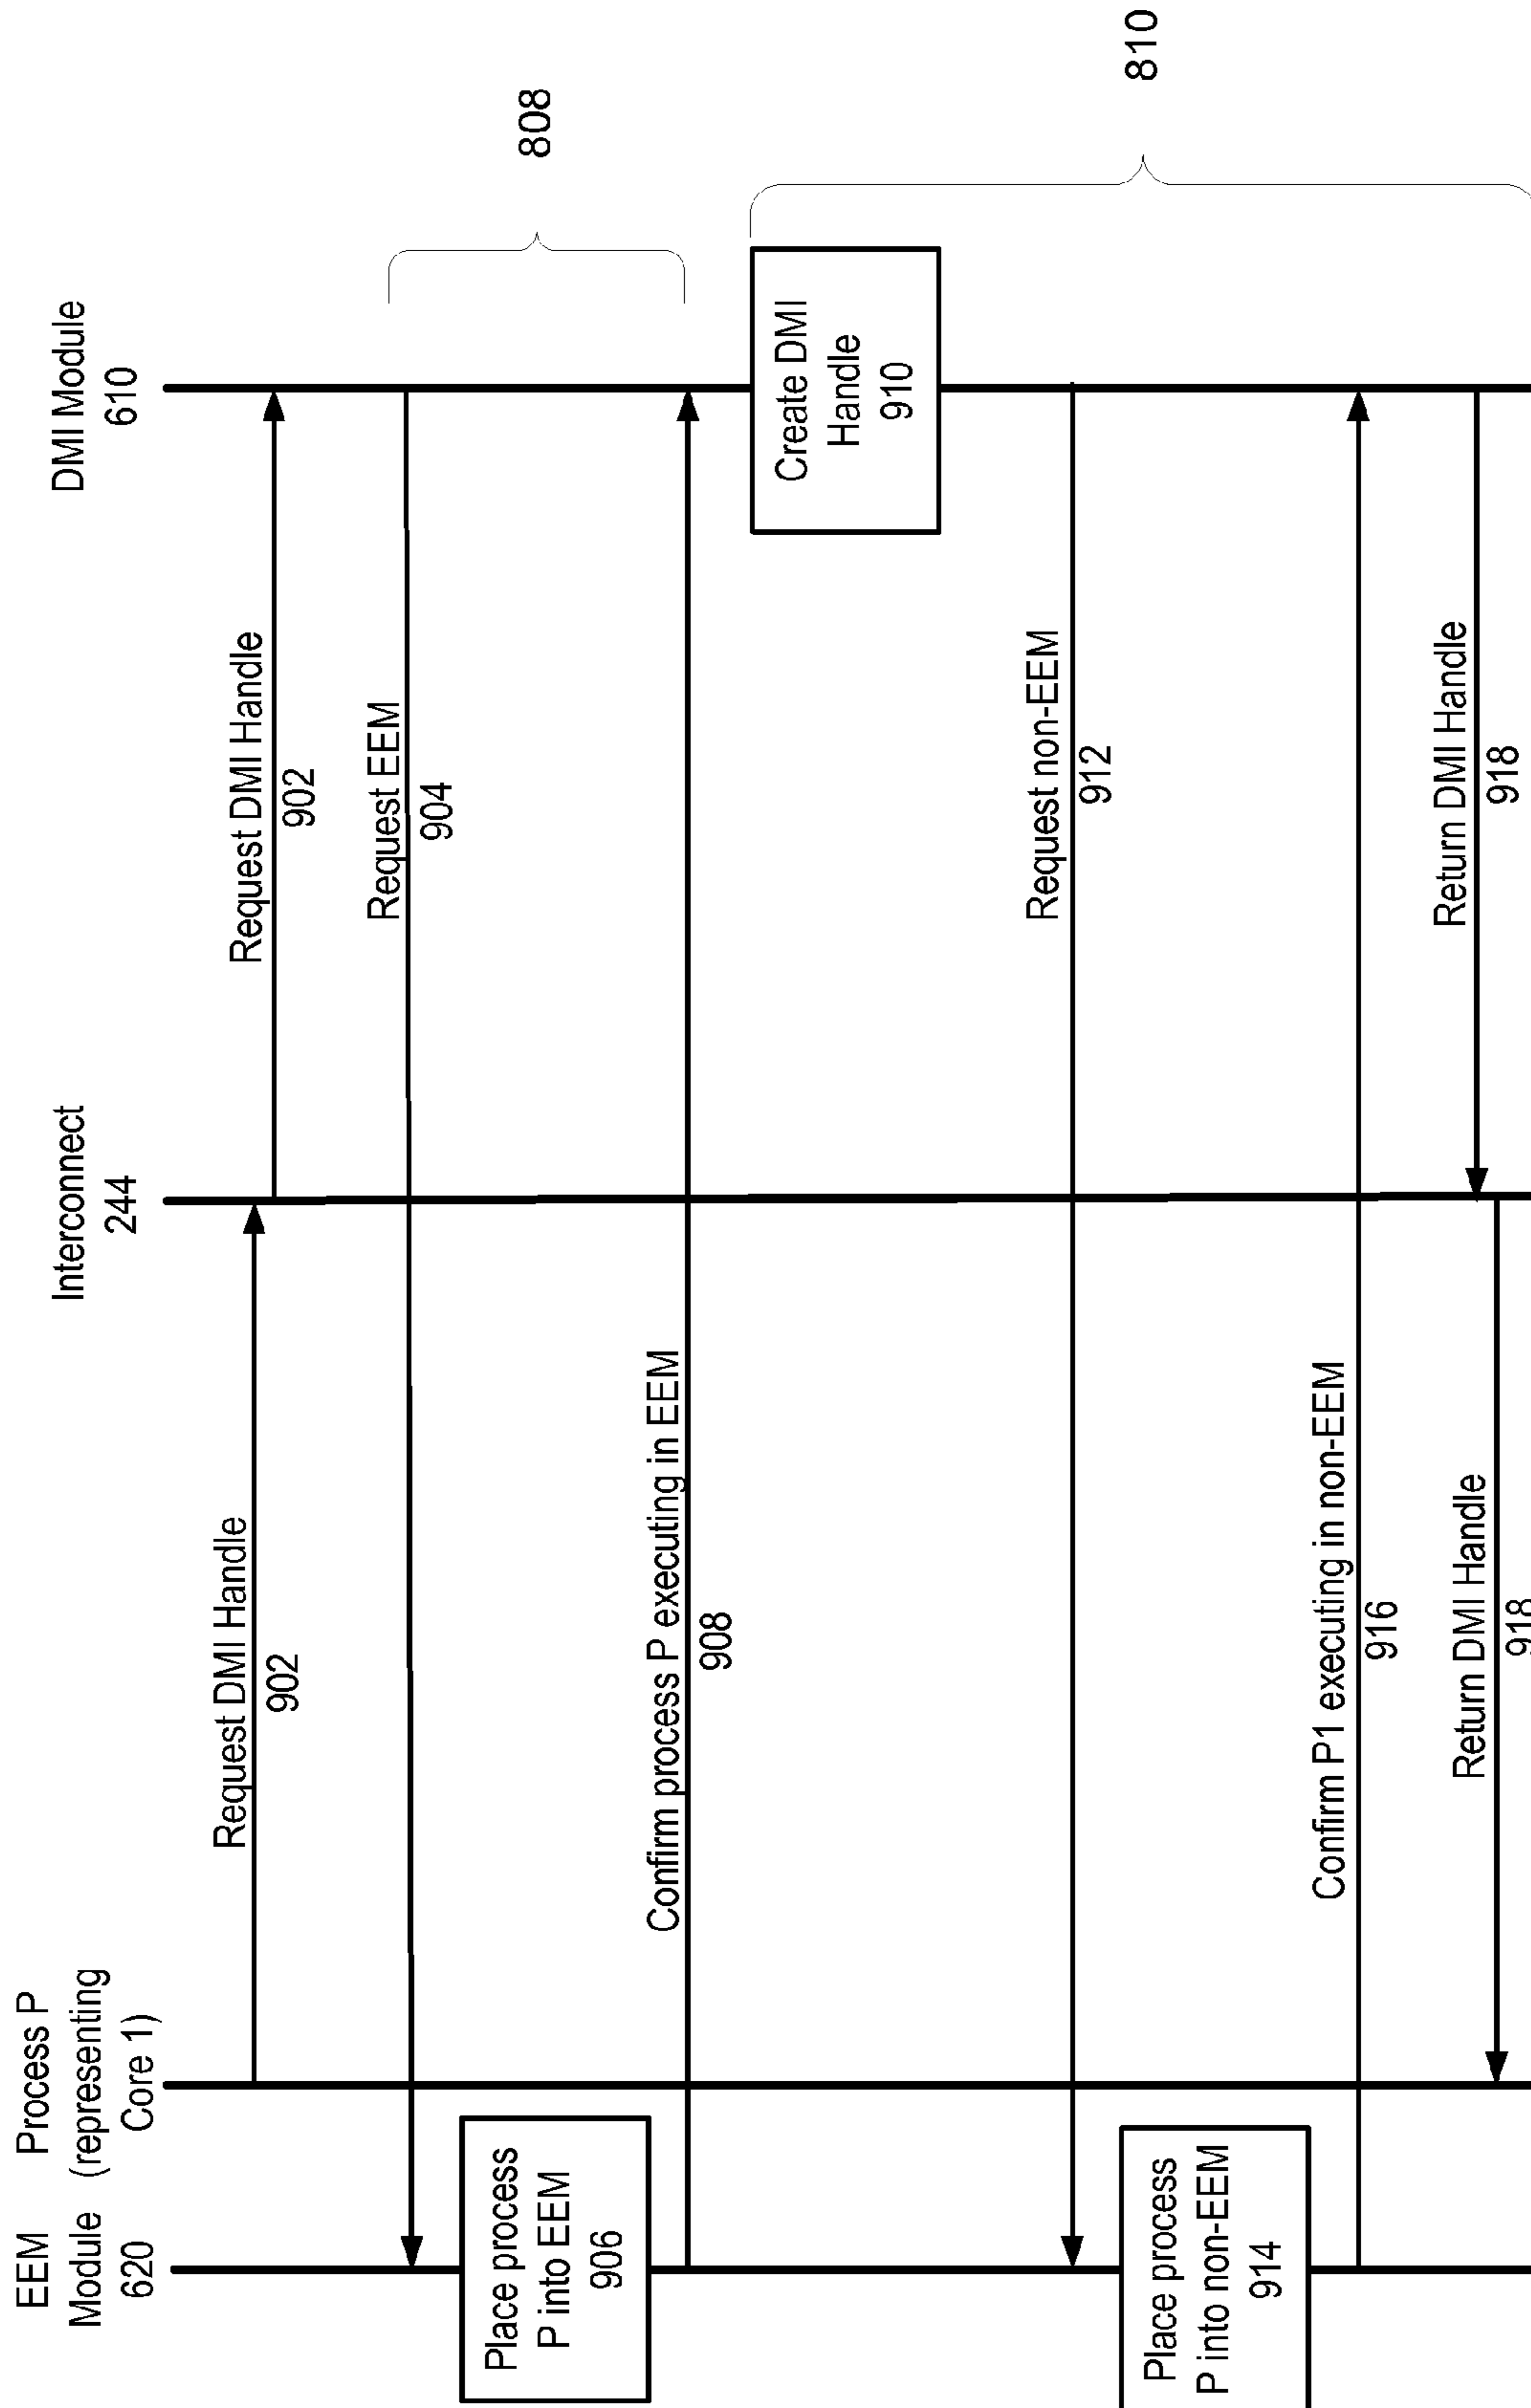 EEM
Module
620
Process P
(representing
Core 1)
Interconnect
244
DMI Module
610
Request DMI Handle
902
Request DMI Handle
902
Request EEM
904
808
Place process
P into EEM
906
Confirm process P executing in EEM
908
Create DMI
Handle
910
810
Request non-EEM
912
Place process
P into non-EEM
914
Confirm P1 executing in non-EEM
916
Return DMI Handle
918
Return DMI Handle
918